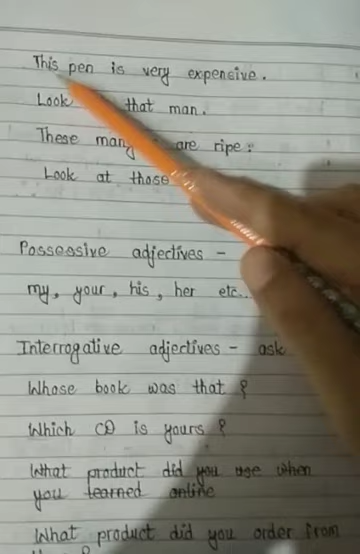 This pen is very expensive.
Look that man.
These are ripe:
Look at those
Possessive adjectives -
my, your, his, her etc..
Interrogative adjectives - ask
Whose book was that ?
Which CD is yours ?
What product did you use when
you learned online
What product did you order from